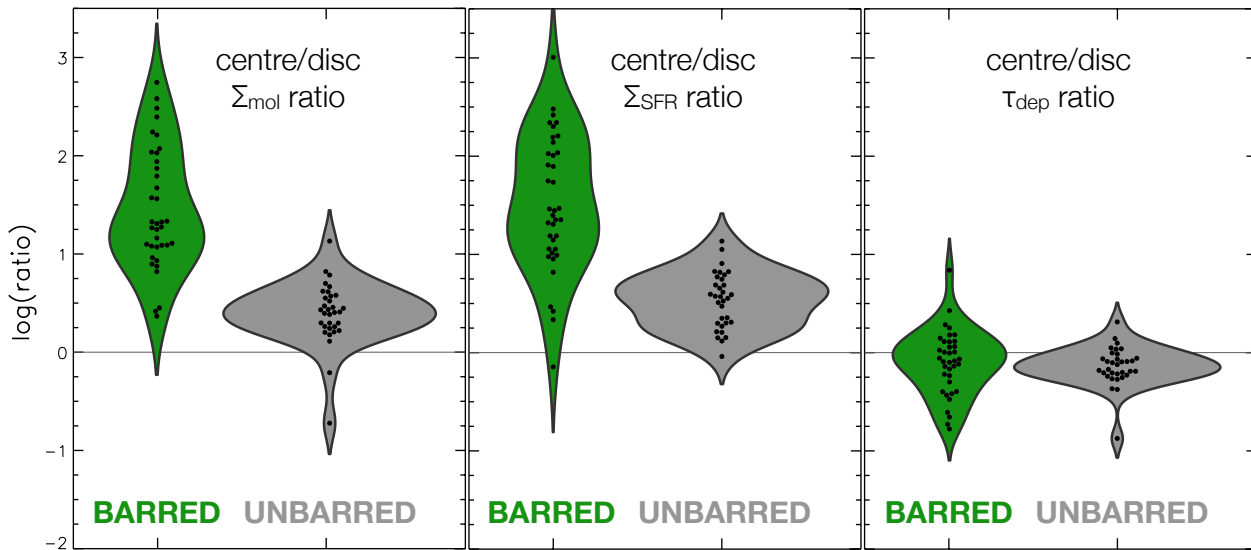 log(ratio)
3
2
1
0
−1
−2
centre/disc
Σmol ratio
BARRED UNBARRED
centre/disc
ΣSFR ratio
BARRED UNBARRED
centre/disc
τdep ratio
BARRED UNBARRED